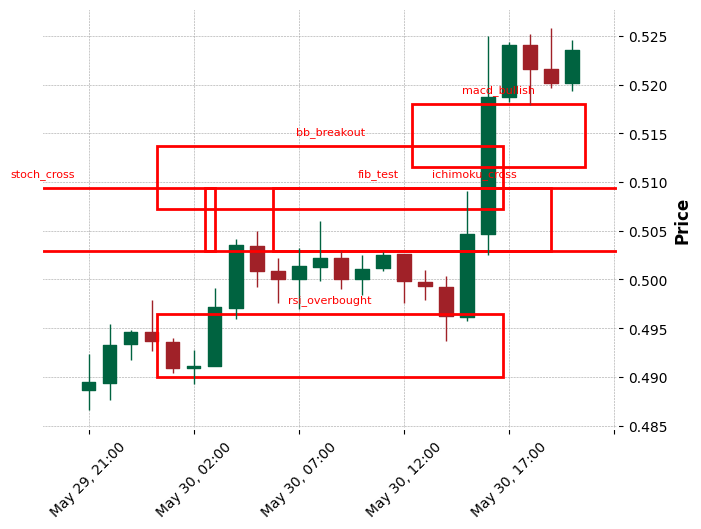 0.525
macd_bullish
0.520
0.515
bb_breakout
stoch_cross
fib_test
ichimoku_cross
0.510
0.505
0.500
rsi_overbought
0.495
0.490
0.485
Price
May 29, 21:00
May 30, 02:00
May 30, 07:00
May 30, 12:00
May 30, 17:00